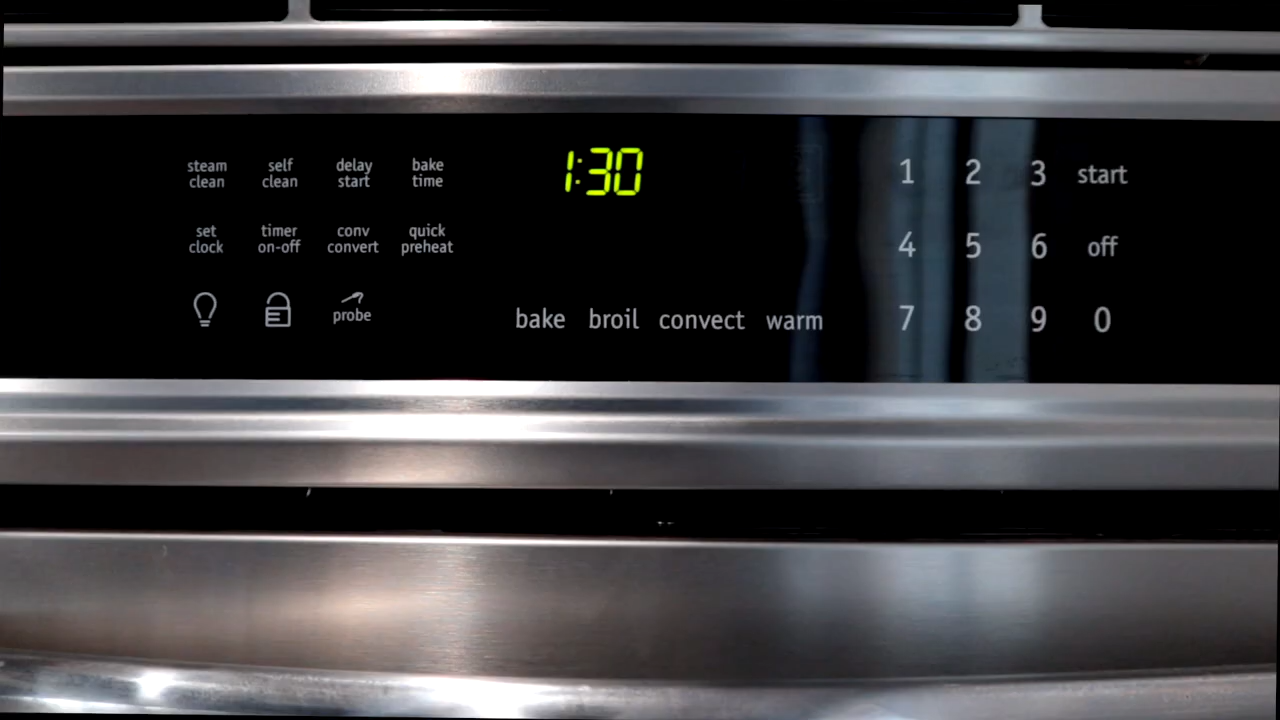 steam clean
self clean
delay start
bake time
1:30
1 2 3 start
set clock
timer on-off
conv convert
quick preheat
4 5 6 off
probe
bake broil convect warm
7 8 9 0